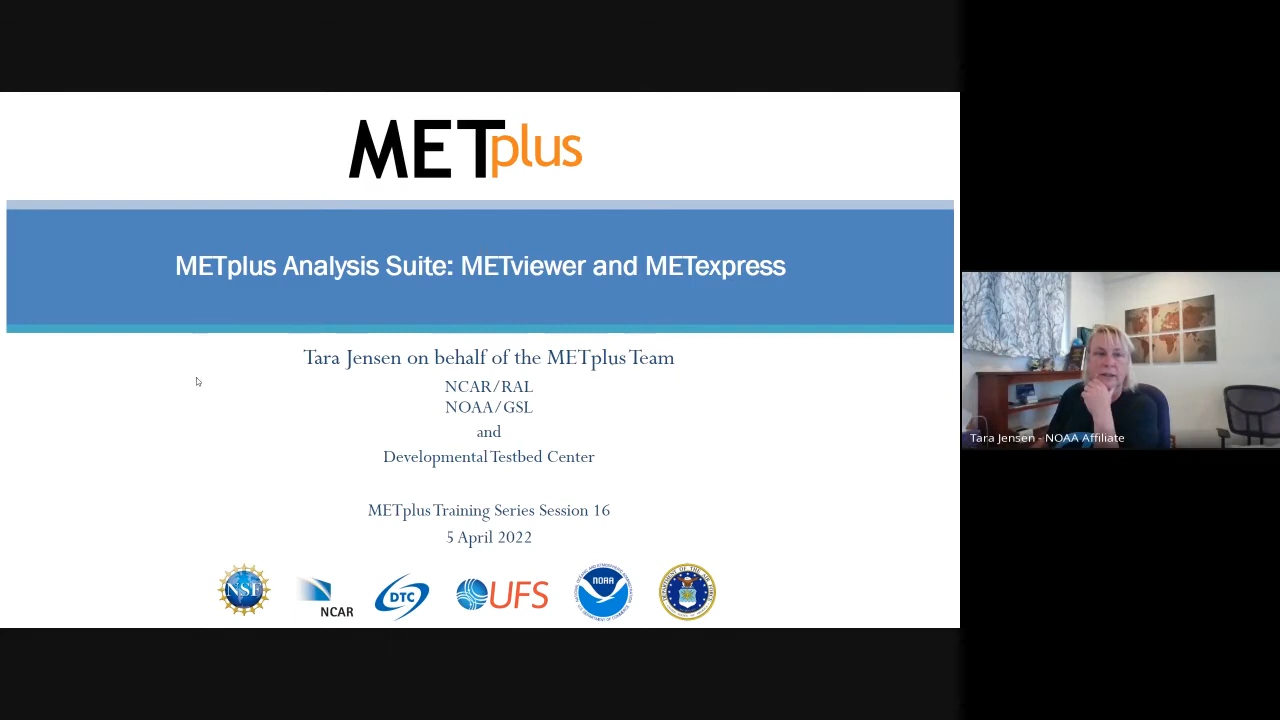 METplus
METplus Analysis Suite: METviewer and METexpress
Tara Jensen on behalf of the METplus Team
NCAR/RAL
NOAA/GSL
and
Developmental Testbed Center
METplus Training Series Session 16
5 April 2022
NSF
NCAR
DTC
UFS
NOAA
Tara Jensen - NOAA Affiliate